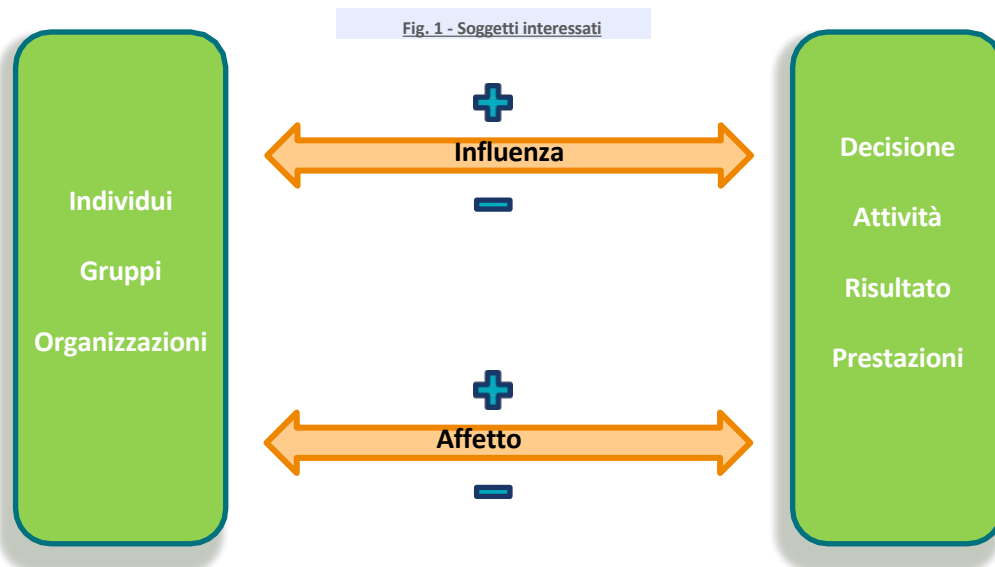 Fig. 1 - Soggetti interessati
Individui
Gruppi
Organizzazioni
Influenza
Affetto
Decisione
Attività
Risultato
Prestazioni